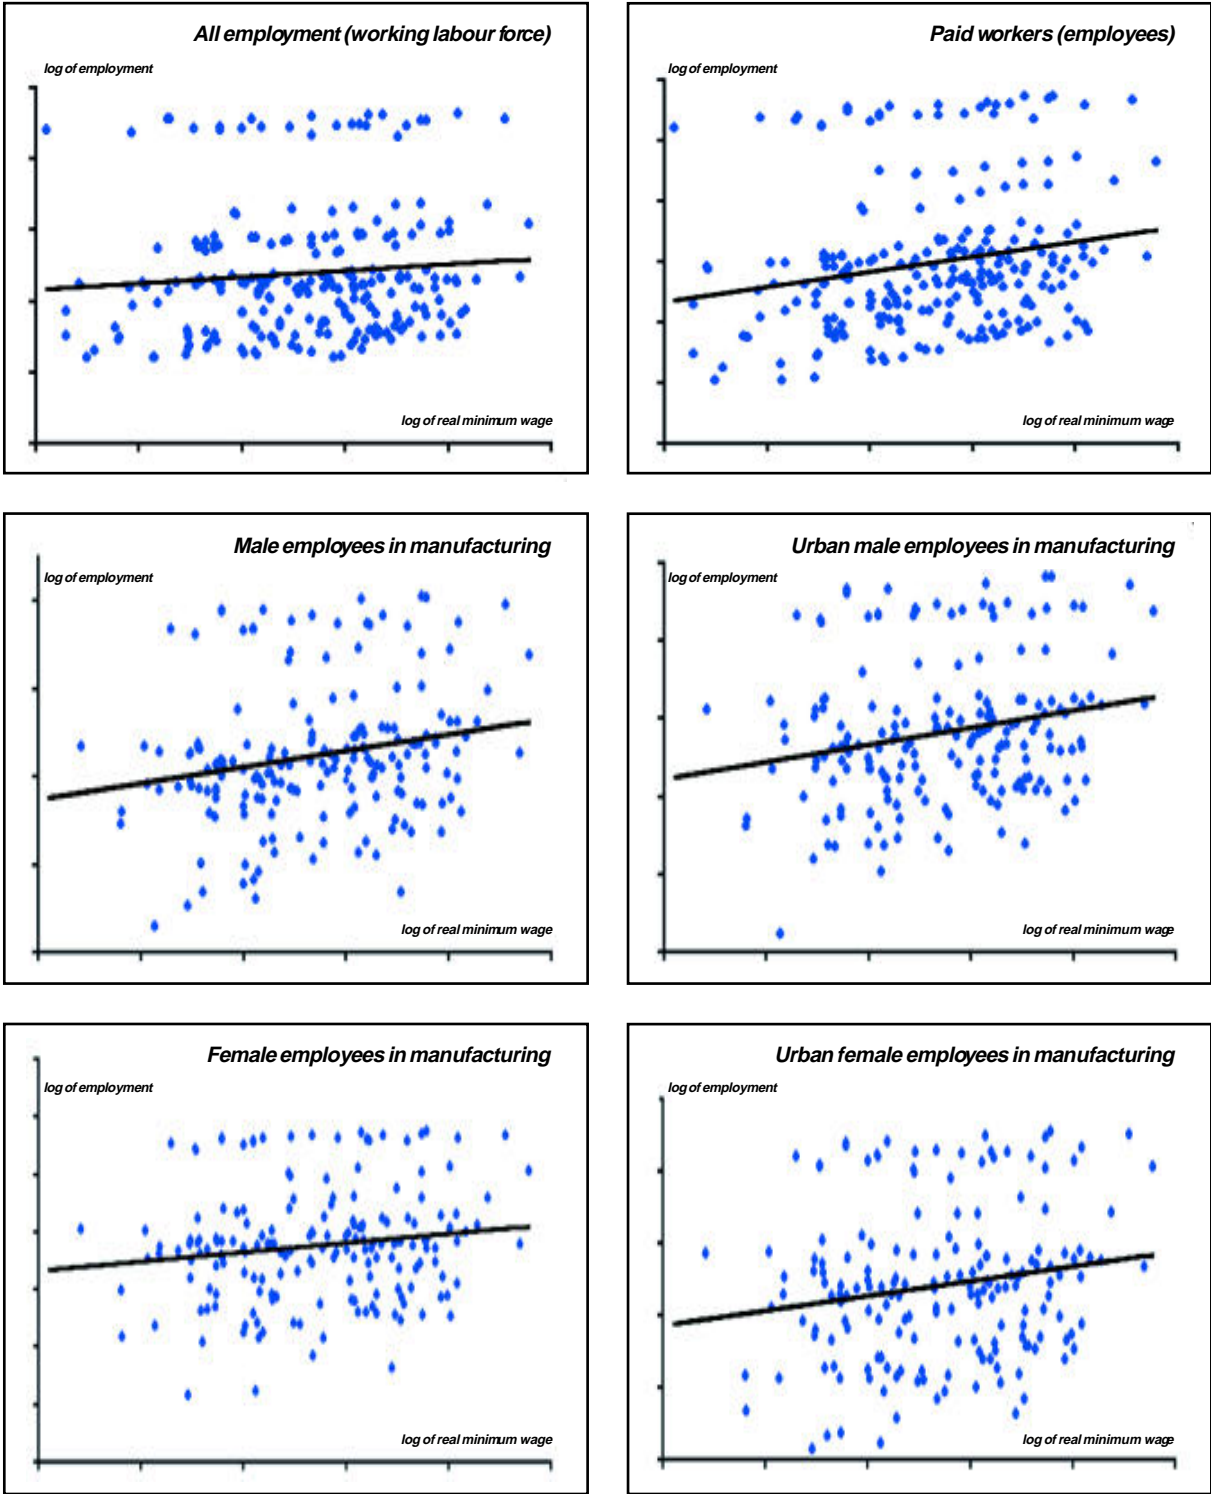 All employment (working labour force)
log of employment
log of real minimum wage
Paid workers (employees)
log of employment
log of real minimum wage
Male employees in manufacturing
log of employment
log of real minimum wage
Urban male employees in manufacturing
log of employment
log of real minimum wage
Female employees in manufacturing
log of employment
log of real minimum wage
Urban female employees in manufacturing
log of employment
log of real minimum wage